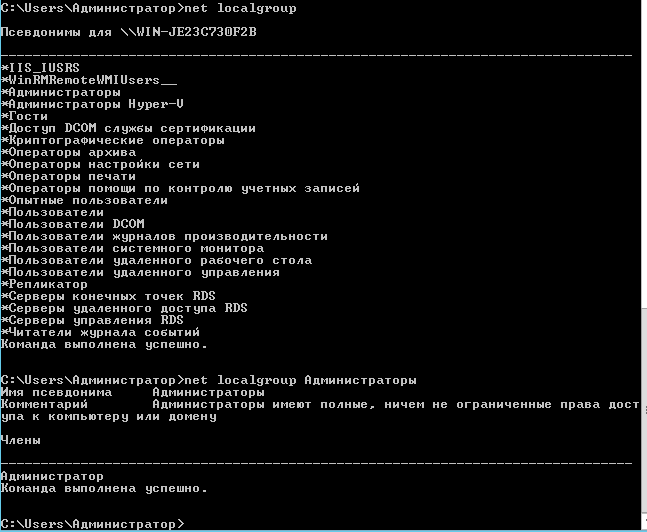 C:\Users\Администратор>net localgroup
Псевдонимы для \\WIN-JE23C730F2B
-------------------------------------------------------------------------------
*IIS_IUSRS
*WinRMRemoteWMIUsers__
*Администраторы
*Администраторы Hyper-V
*Гости
*Доступ DCOM службы сертификации
*Криптографические операторы
*Операторы архива
*Операторы настройки сети
*Операторы печати
*Операторы помощи по контролю учетных записей
*Опытные пользователи
*Пользователи
*Пользователи DCOM
*Пользователи журналов производительности
*Пользователи системного монитора
*Пользователи удаленного рабочего стола
*Пользователи удаленного управления
*Репликатор
*Серверы конечных точек RDS
*Серверы удаленного доступа RDS
*Серверы управления RDS
*Читатели журнала событий
Команда выполнена успешно.
C:\Users\Администратор>net localgroup Администраторы
Имя псевдонима     Администраторы
Комментарий        Администраторы имеют полные, ничем не ограниченные права дост
упа к компьютеру или домену
Члены
-------------------------------------------------------------------------------
Администратор
Команда выполнена успешно.
C:\Users\Администратор>